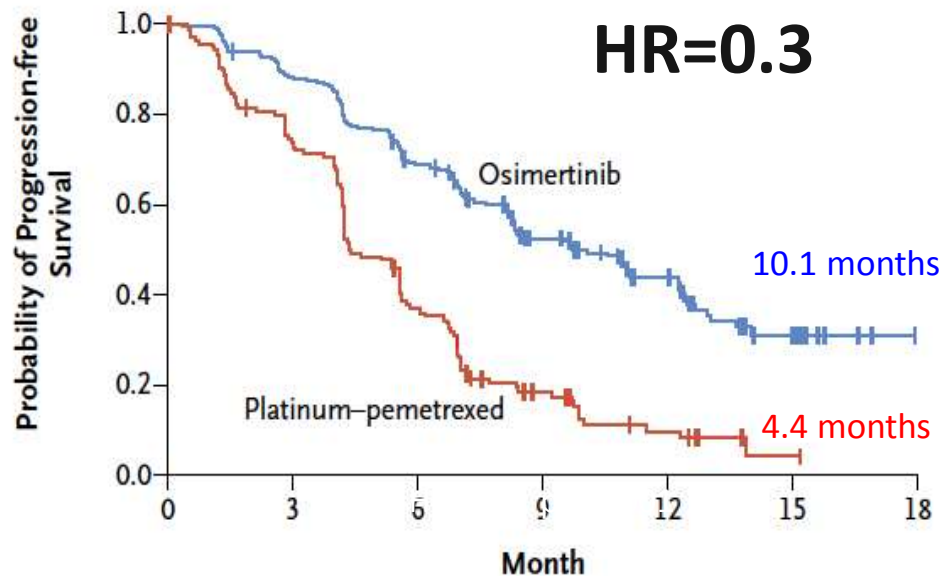 HR=0.3
Probability of Progression-free
Survival
1.0
0.8
0.6
0.4
0.2
0.0
Osimertinib
10.1 months
Platinum–pemetrexed
4.4 months
0 3 6 9 12 15 18
Month